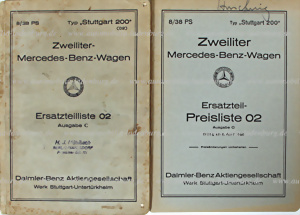 8/38 PS Typ „Stuttgart 200"
Zweiliter-
Mercedes-Benz-Wagen
Ersatzteilliste 02
Ausgabe C
Daimler-Benz Aktiengesellschaft
Werk Stuttgart-Untertürkheim
8/38 PS Typ „Stuttgart 200"
Zweiliter-
Mercedes-Benz-Wagen
Ersatzteil-
Preisliste 02
Ausgabe D
Daimler-Benz Aktiengesellschaft
Werk Stuttgart-Untertürkheim